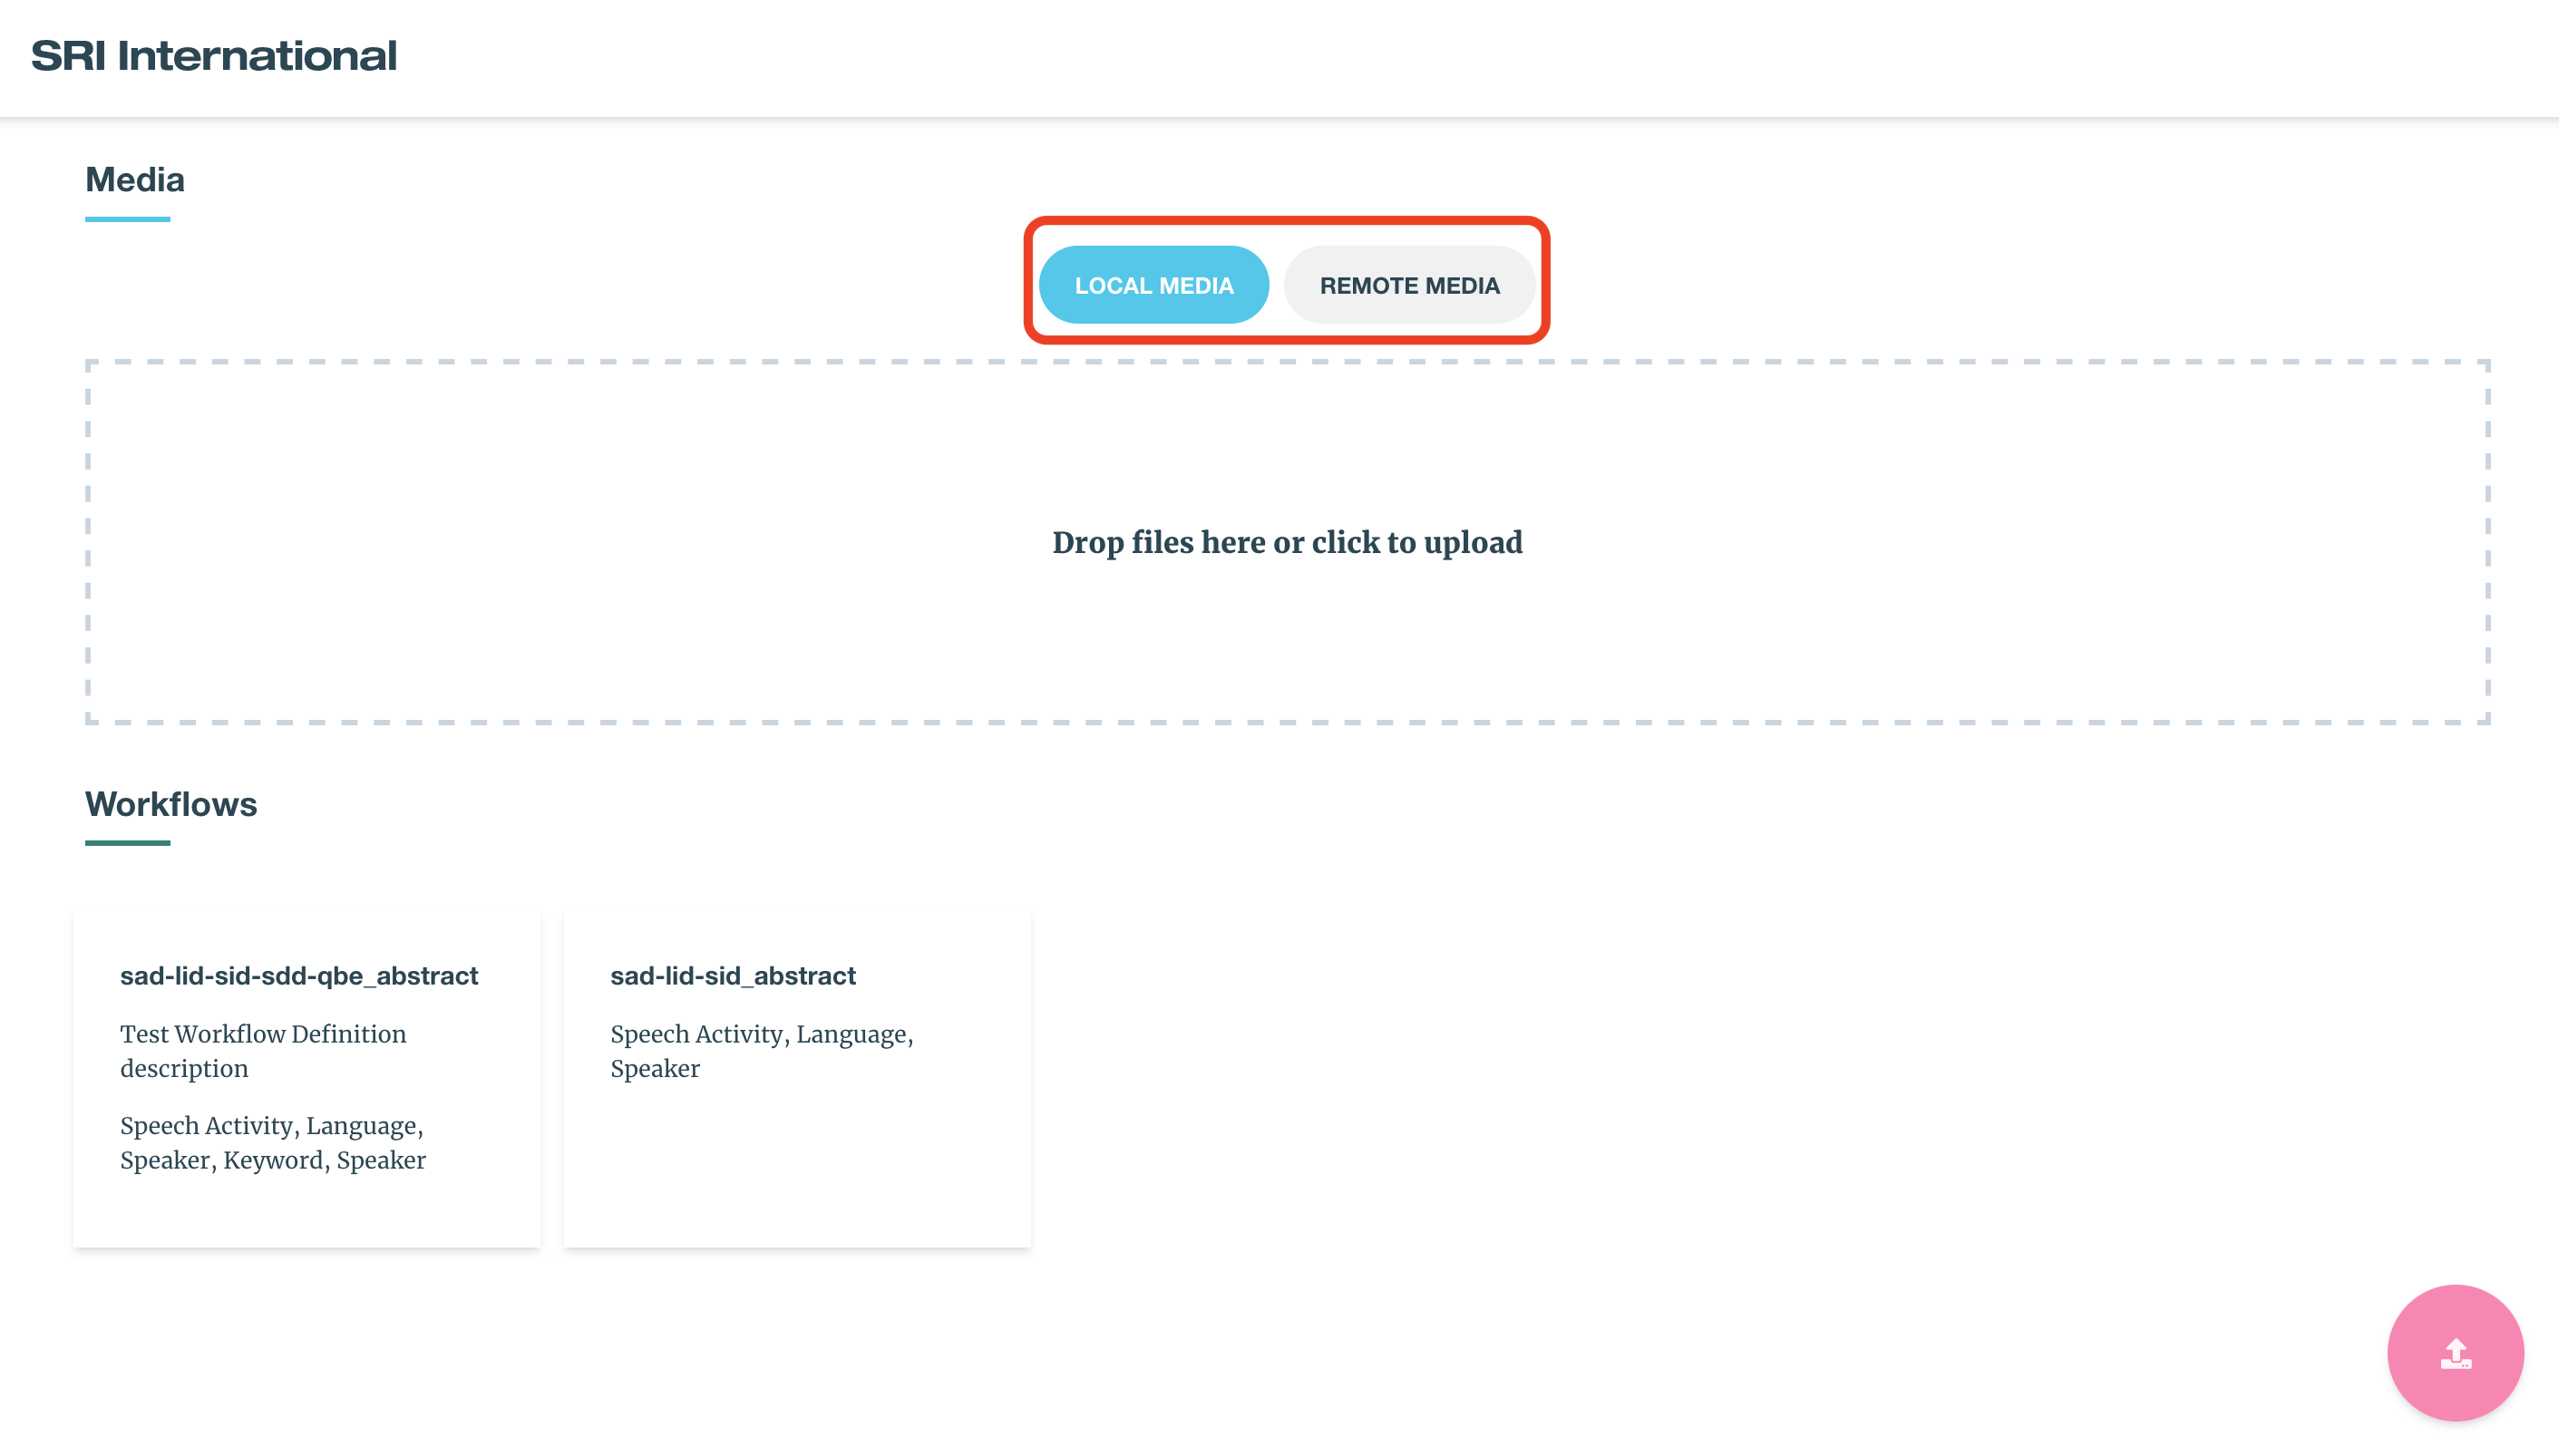 SRI International
Media
LOCAL MEDIA
REMOTE MEDIA
Drop files here or click to upload
Workflows
sad-lid-sid-sdd-qbe_abstract
Test Workflow Definition
description
Speech Activity, Language,
Speaker, Keyword, Speaker
sad-lid-sid_abstract
Speech Activity, Language,
Speaker